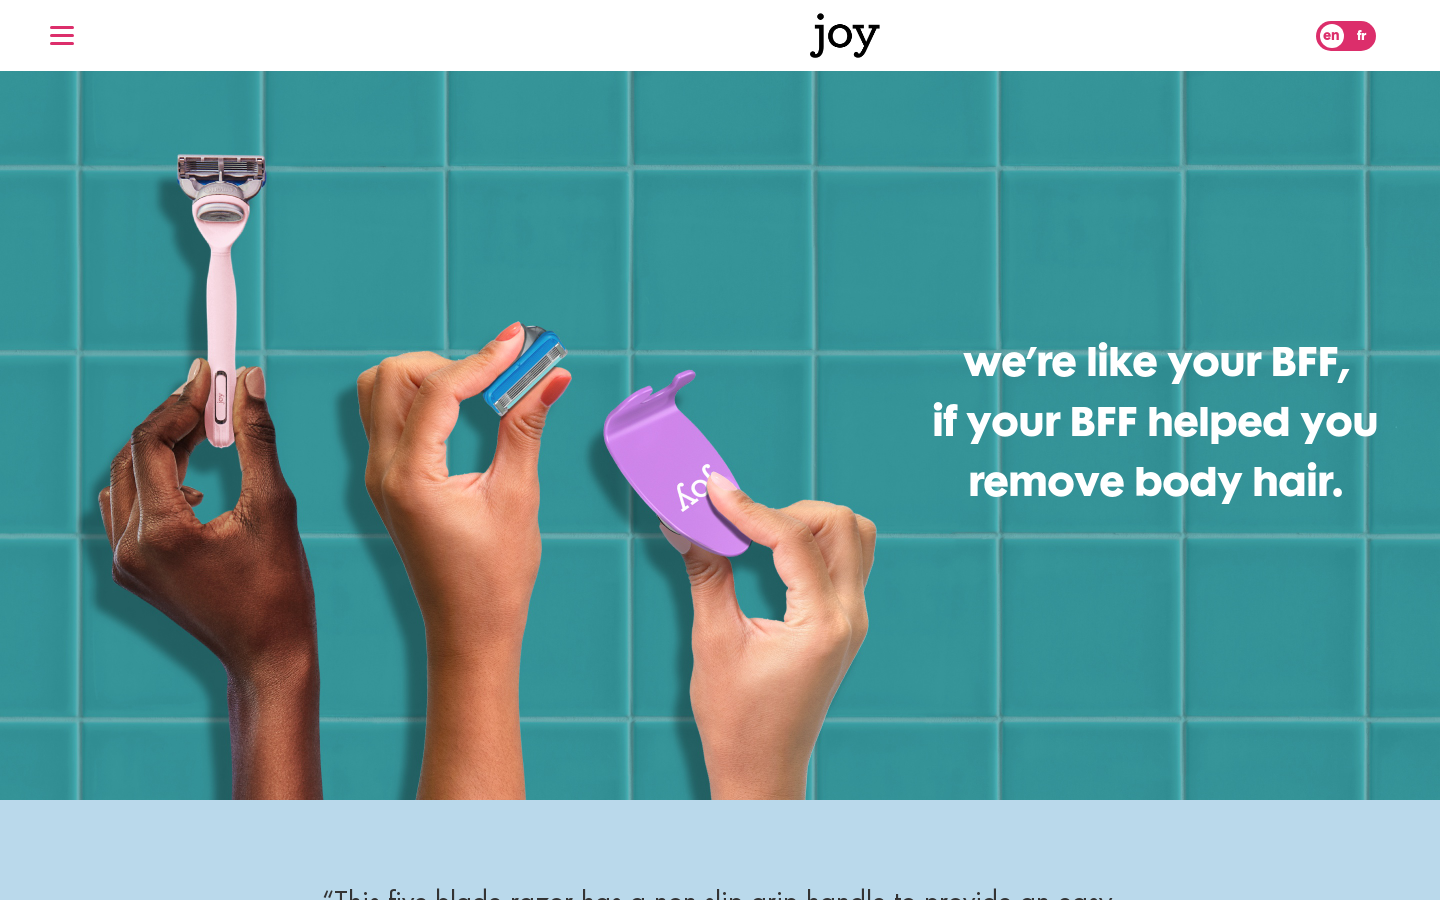 joy
en fr
we're like your BFF,
if your BFF helped you
remove body hair.
joy
joy
"This five blade razor has a non-slip grip handle to provide an easy